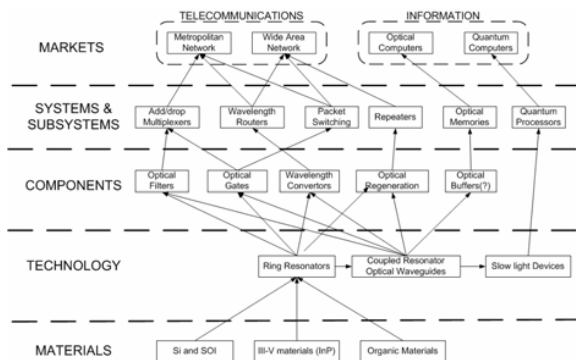 TELECOMMUNICATIONS
INFORMATION
MARKETS
Metropolitan
Network
Wide Area
Network
Optical
Computers
Quantum
Computers
SYSTEMS &
SUBSYSTEMS
Add/drop
Multiplexers
Wavelength
Routers
Packet
Switching
Repeaters
Optical
Memories
Quantum
Processors
COMPONENTS
Optical
Filters
Optical
Gates
Wavelength
Convertors
Optical
Regeneration
Optical
Buffers(?)
TECHNOLOGY
Ring Resonators
Coupled Resonator
Optical Waveguides
Slow light Devices
MATERIALS
Si and SOI
III-V materials (InP)
Organic Materials